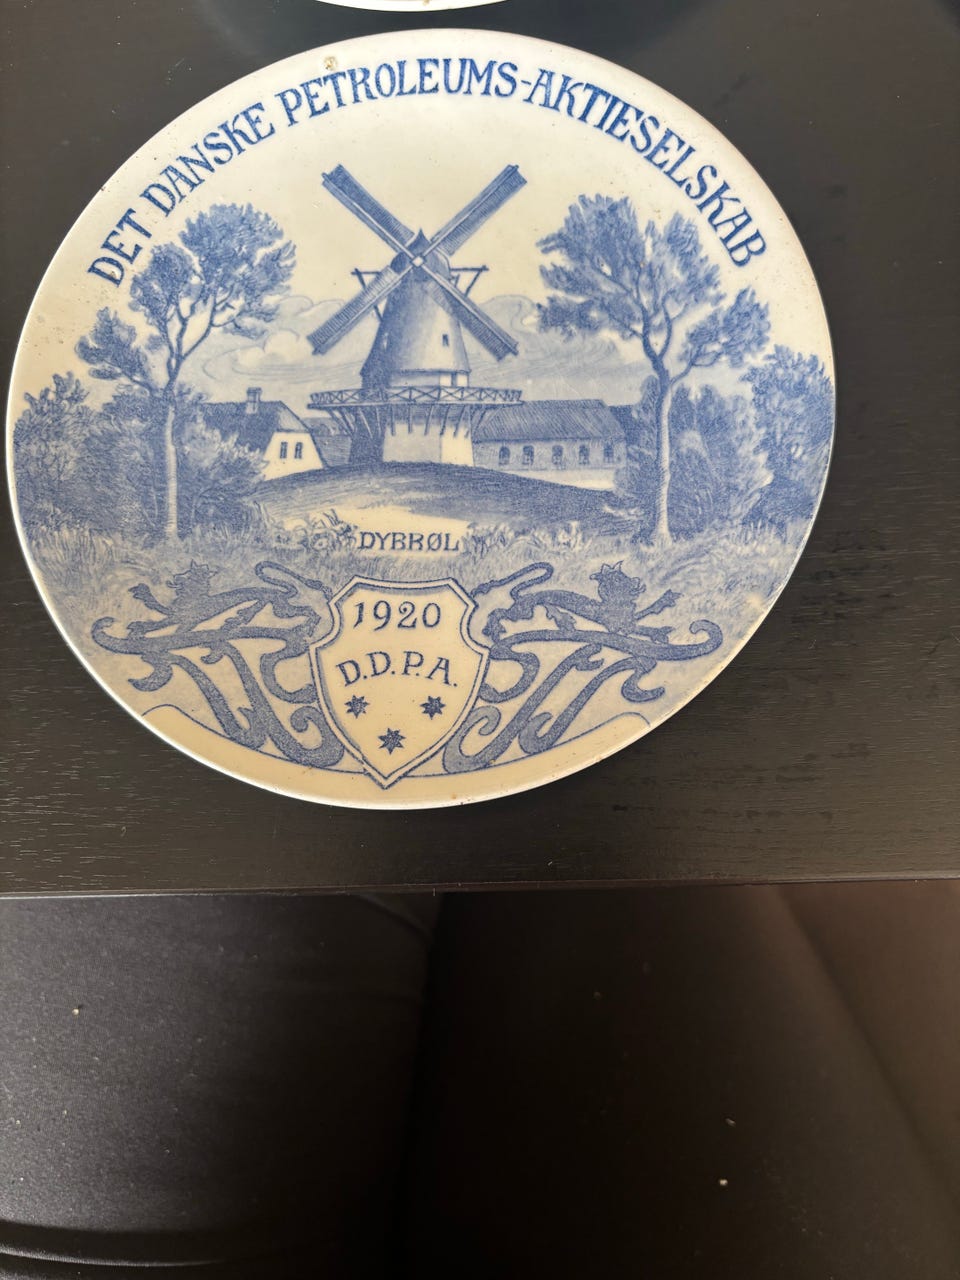 DET DANSKE PETROLEUMS-AKTIESELSKAB
DYBBØL
1920
D.D.P.A.